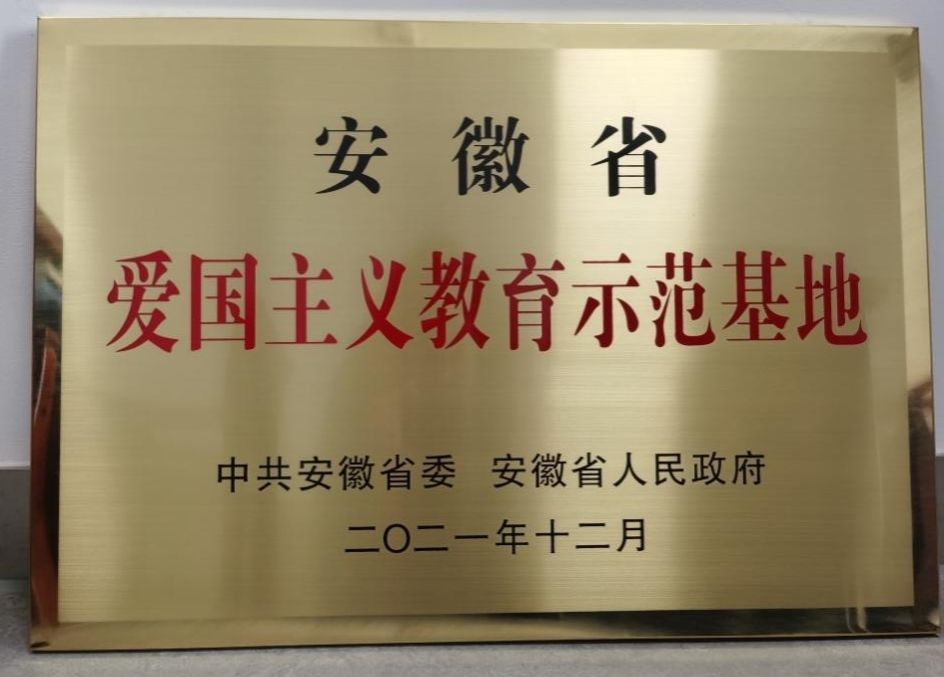 安徽省
爱国主义教育示范基地
中共安徽省委 安徽省人民政府
二〇二一年十二月